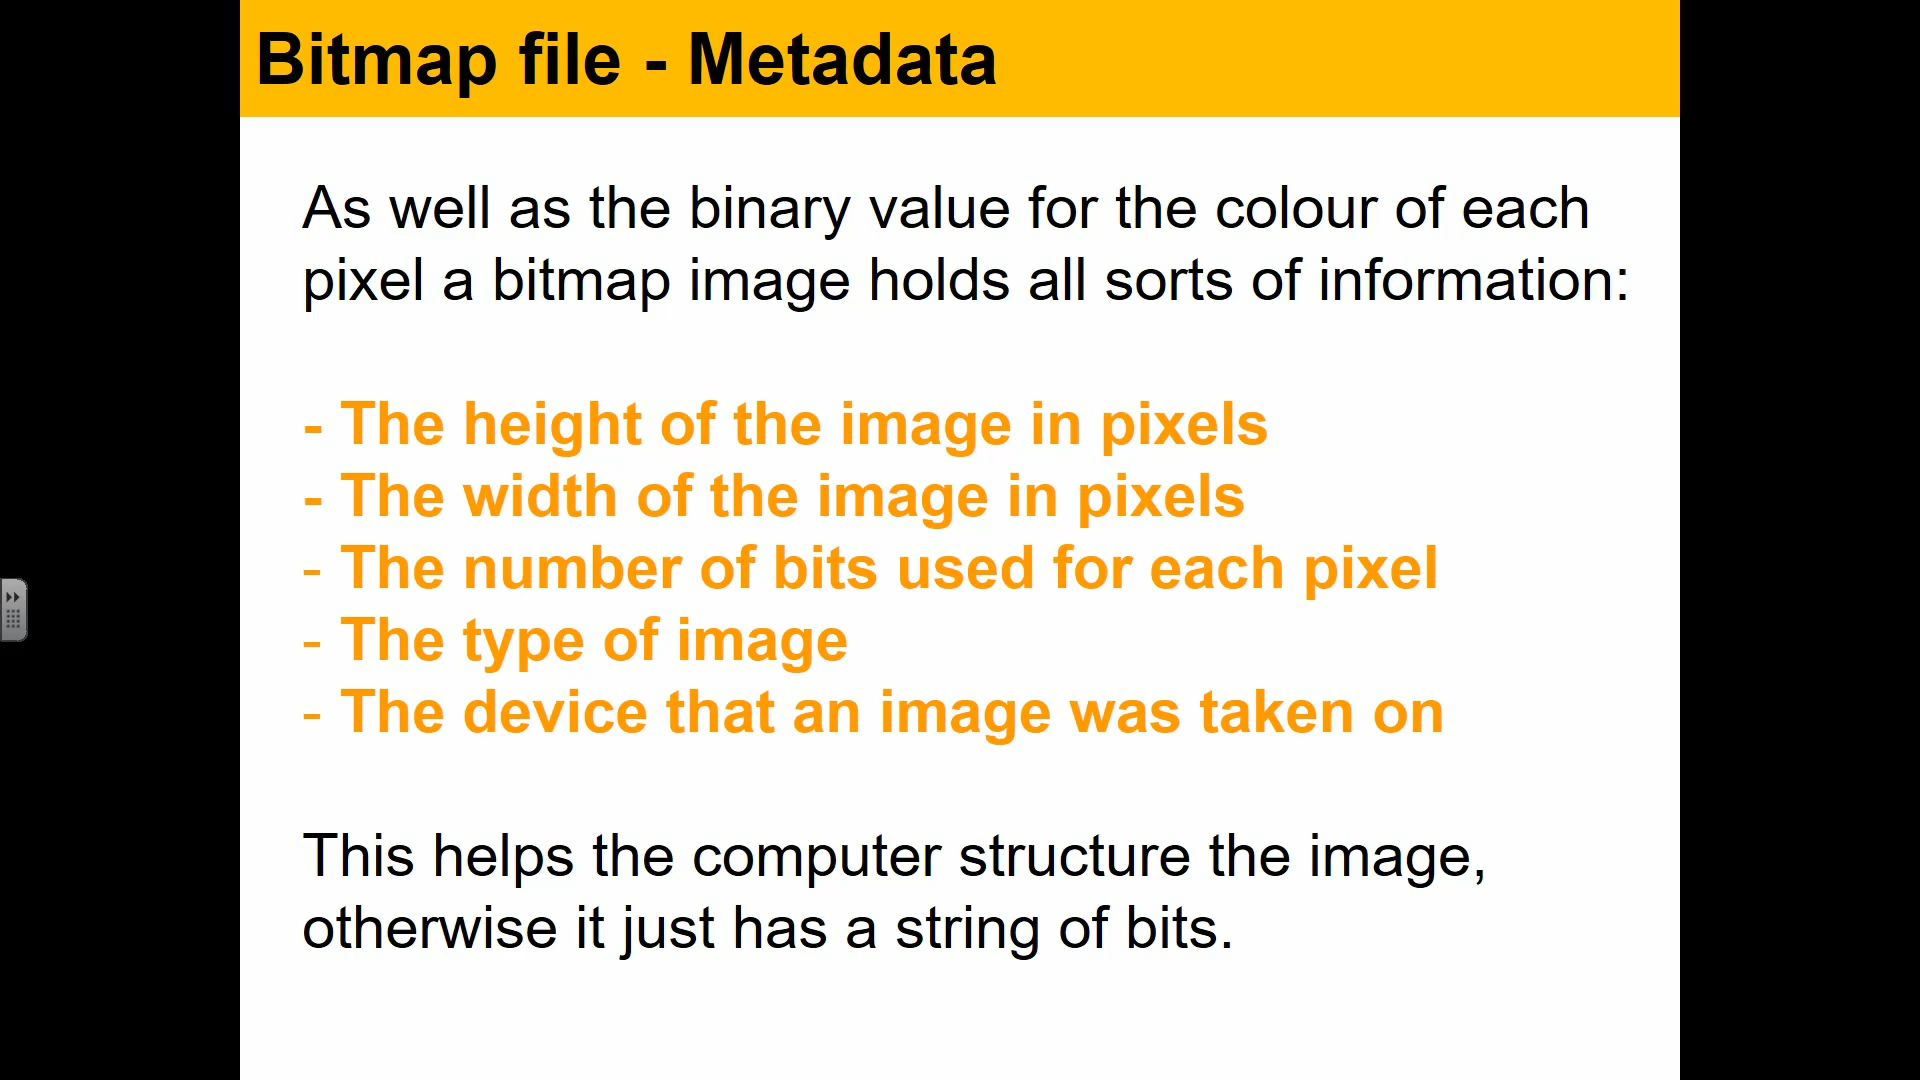 Bitmap file - Metadata
As well as the binary value for the colour of each
pixel a bitmap image holds all sorts of information:
- The height of the image in pixels
- The width of the image in pixels
- The number of bits used for each pixel
- The type of image
- The device that an image was taken on
This helps the computer structure the image,
otherwise it just has a string of bits.